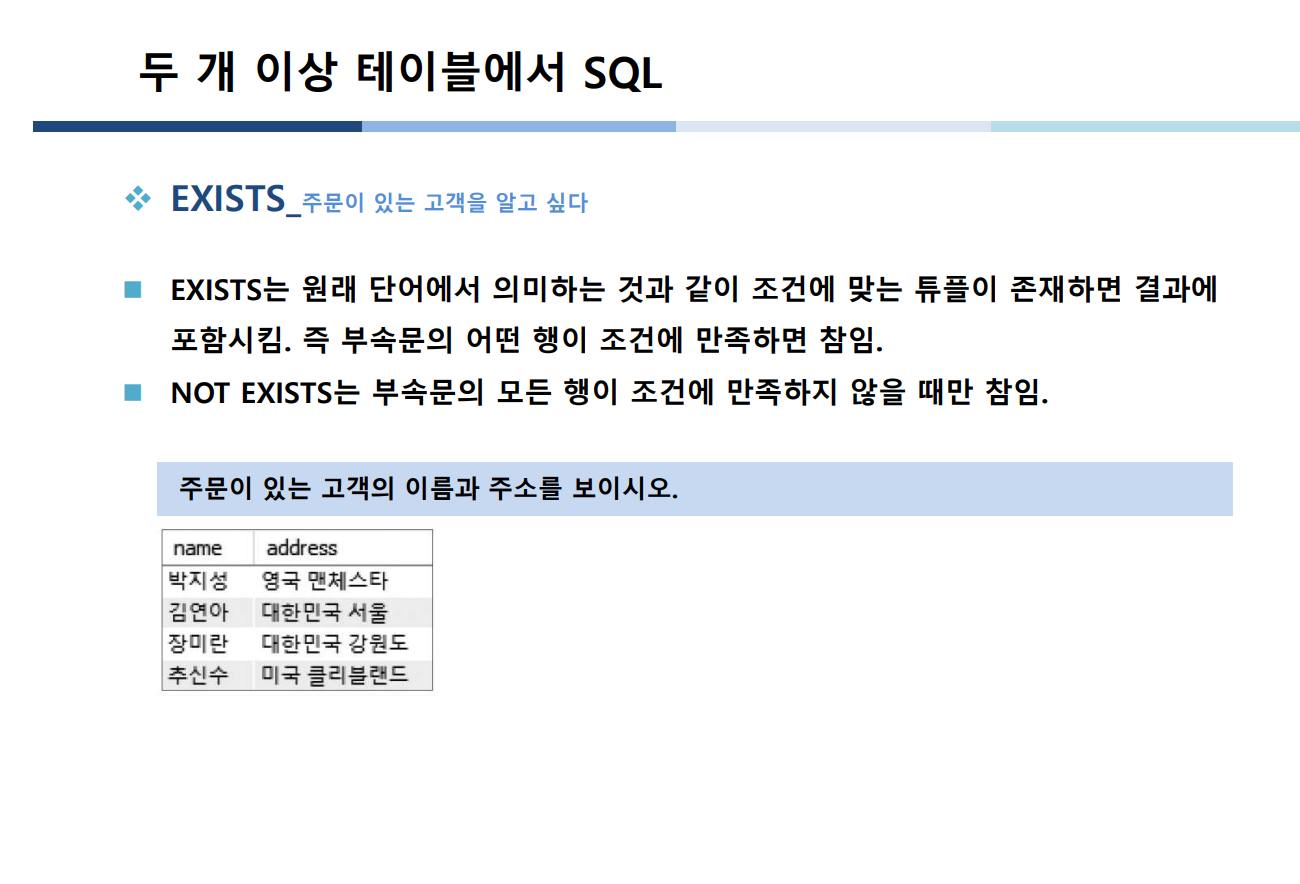 두 개 이상 테이블에서 SQL
EXISTS_주문이 있는 고객을 알고 싶다
EXISTS는 원래 단어에서 의미하는 것과 같이 조건에 맞는 튜플이 존재하면 결과에
포함시킴. 즉 부속문의 어떤 행이 조건에 만족하면 참임.
NOT EXISTS는 부속문의 모든 행이 조건에 만족하지 않을 때만 참임.
주문이 있는 고객의 이름과 주소를 보이시오.
name address
박지성 영국 맨체스타
김연아 대한민국 서울
장미란 대한민국 강원도
추신수 미국 클리블랜드